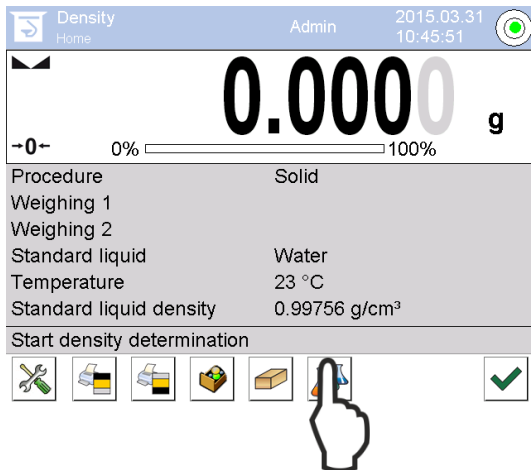 Density
Home
Admin
2015.03.31
10:45:51
0.0000 g
→0←
0% 100%
Procedure Solid
Weighing 1
Weighing 2
Standard liquid Water
Temperature 23 °C
Standard liquid density 0.99756 g/cm³
Start density determination